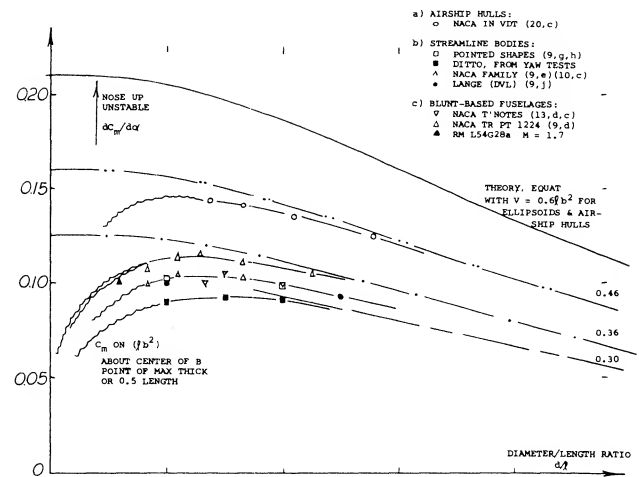 a) AIRSHIP HULLS:
o NACA IN VDT (20,c)
b) STREAMLINE BODIES:
□ POINTED SHAPES (9,g,h)
■ DITTO, FROM YAW TESTS
^ NACA FAMILY (9,e)(10,c)
● LANGE (DVL) (9,j)
c) BLUNT-BASED FUSELAGES:
▽ NACA T'NOTES (13,d,c)
△ NACA TR PT 1224 (9,d)
▲ RM L54G28a M = 1.7
0.20
NOSE UP
UNSTABLE
dCm/dα
0.15
THEORY, EQUAT
WITH V = 0.6ℓb² FOR
ELLIPSOIDS & AIR-
SHIP HULLS
0.10
0.46
0.36
0.30
Cm ON (ℓb²)
ABOUT CENTER OF B
POINT OF MAX THICK
OR 0.5 LENGTH
0.05
DIAMETER/LENGTH RATIO
d/ℓ
0